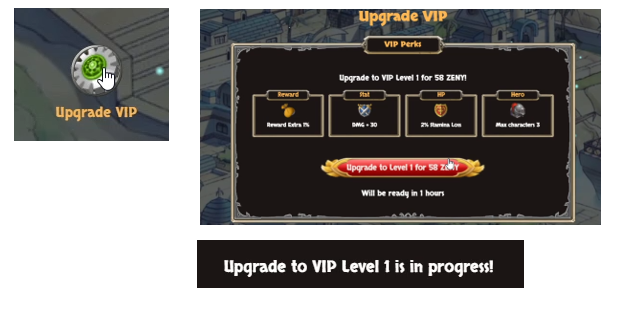 Upgrade VIP
Upgrade VIP
VIP Perks
Upgrade to VIP Level 1 for 58 ZENY!
Reward
Stat
HP
Hero
Reward Extra 1%
DMG + 30
2% Stamina Loss
Max characters 3
Upgrade to Level 1 for 58 ZENY
Will be ready in 1 hours
Upgrade to VIP Level 1 is in progress!